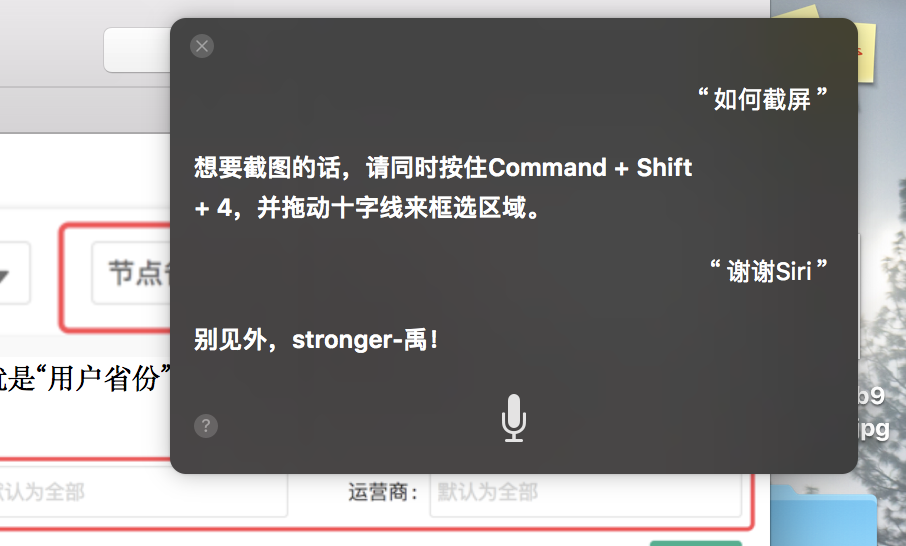 “如何截屏”
想要截图的话，请同时按住Command + Shift
+ 4，并拖动十字线来框选区域。
“谢谢Siri”
别见外，stronger-禹！
?
节点
是“用户省份”
默认为全部
运营商：
默认为全部
b9
jpg